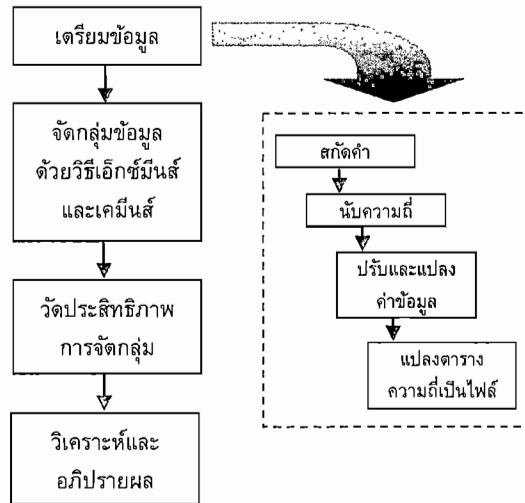 เตรียมข้อมูล
จัดกลุ่มข้อมูล
ด้วยวิธีเอ็กซ์มีนส์
และเคมีนส์
วัดประสิทธิภาพ
การจัดกลุ่ม
วิเคราะห์และ
อภิปรายผล
สกัดคำ
นับความถี่
ปรับและแปลง
ค่าข้อมูล
แปลงตาราง
ความถี่เป็นไฟล์